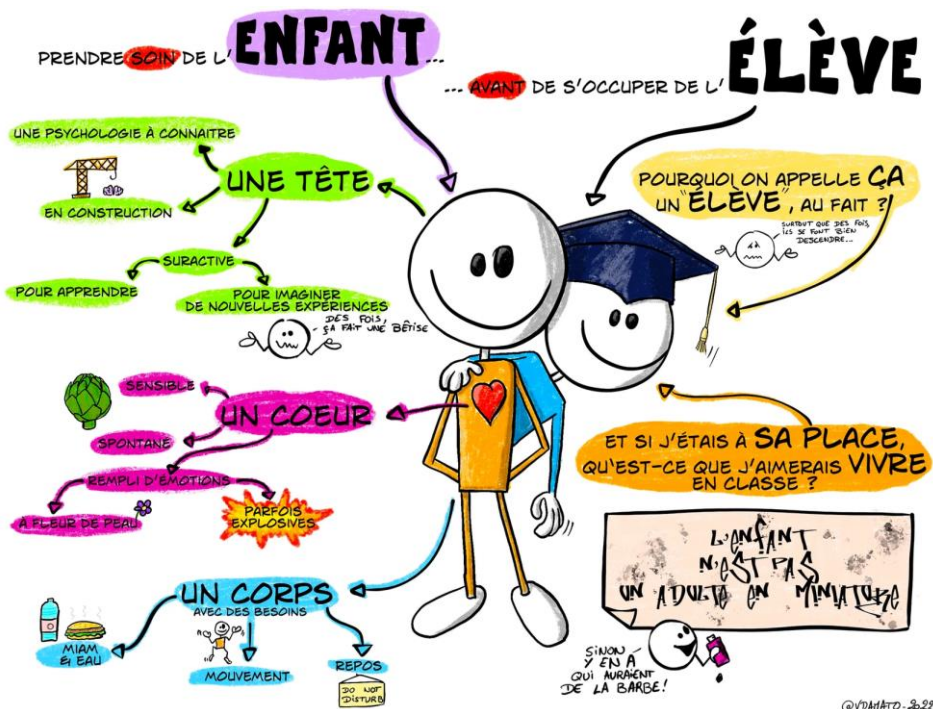 PRENDRE SOIN DE L'ENFANT...
... AVANT DE S'OCCUPER DE L'ÉLÈVE
UNE PSYCHOLOGIE À CONNAITRE
UNE TÊTE
EN CONSTRUCTION
SURACTIVE
POUR APPRENDRE
POUR IMAGINER
DE NOUVELLES EXPÉRIENCES
DES FOIS,
ÇA FAIT UNE BÊTISE
SENSIBLE
UN COEUR
SPONTANÉ
REMPLI D'ÉMOTIONS
À FLEUR DE PEAU
PARFOIS
EXPLOSIVES
UN CORPS
AVEC DES BESOINS
MIAM
& EAU
MOUVEMENT
REPOS
DO NOT
DISTURB
POURQUOI ON APPELLE ÇA
UN "ÉLÈVE", AU FAIT ?
SURTOUT QUE DES FOIS,
ILS SE FONT BIEN
DESCENDRE...
ET SI J'ÉTAIS À SA PLACE,
QU'EST-CE QUE J'AIMERAIS VIVRE
EN CLASSE ?
L'ENFANT
N'EST PAS
UN ADULTE EN MINIATURE
SINON
Y EN A
QUI AURAIENT
DE LA BARBE!
@VDAMATO-2022